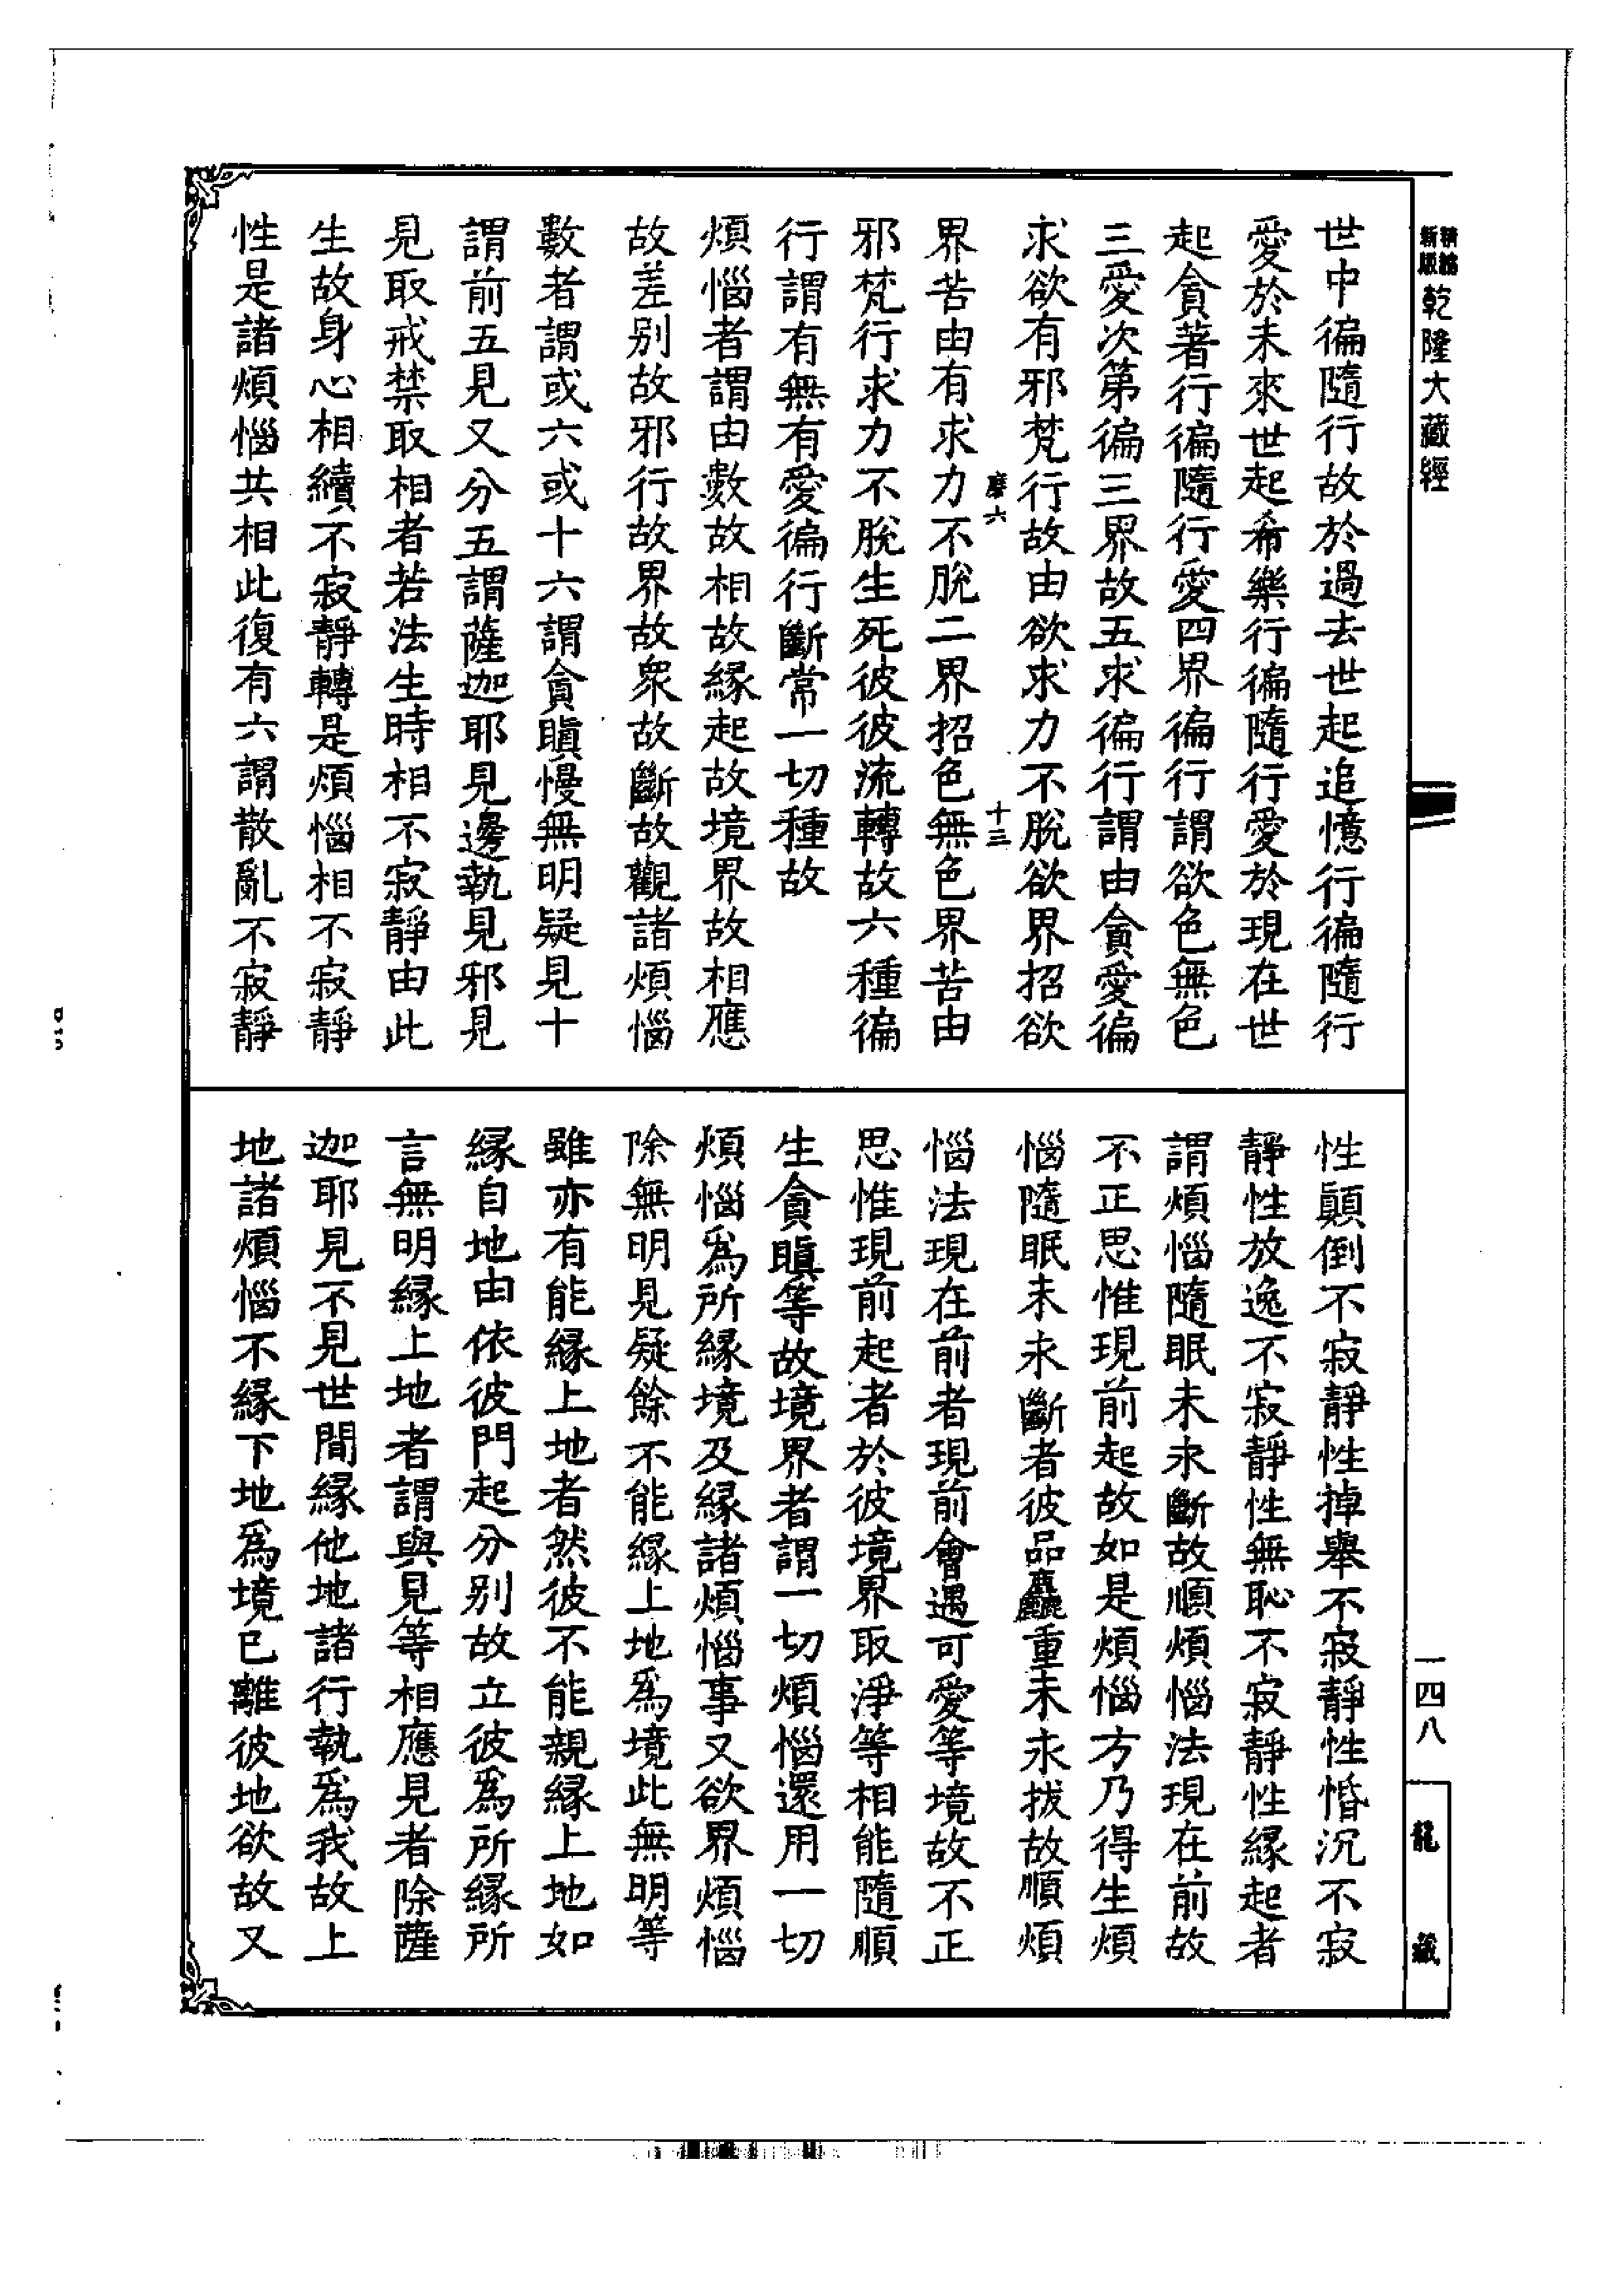 精縮
新版
乾隆大藏經
世中徧隨行故於過去世起追憶行徧隨行
愛於未來世起希樂行徧隨行愛於現在世
起貪著行徧隨行愛四界徧行謂欲色無色
三愛次第徧三界故五求徧行謂由貪愛徧
求欲有邪梵行故由欲求力不脫欲界招欲
麾六
十三
界苦由有求力不脫二界招色無色界苦由
邪梵行求力不脫生死彼彼流轉故六種徧
行謂有無有愛徧行斷常一切種故
煩惱者謂由數故相故緣起故境界故相應
故差別故邪行故界故眾故斷故觀諸煩惱
數者謂或六或十六謂貪瞋慢無明疑見十
謂前五見又分五謂薩迦耶見邊執見邪見
見取戒禁取相者若法生時相不寂靜由此
生故身心相續不寂靜轉是煩惱相不寂靜
性是諸煩惱共相此復有六謂散亂不寂靜
性顛倒不寂靜性掉舉不寂靜性惛沉不寂
靜性放逸不寂靜性無恥不寂靜性緣起者
謂煩惱隨眠未永斷故順煩惱法現在前故
不正思惟現前起故如是煩惱方乃得生煩
惱隨眠未永斷者彼品麤重未永拔故順煩
惱法現在前者現前會遇可愛等境故不正
思惟現前起者於彼境界取淨等相能隨順
生貪瞋等故境界者謂一切煩惱還用一切
煩惱為所緣境及緣諸煩惱事又欲界煩惱
除無明見疑餘不能緣上地為境此無明等
雖亦有能緣上地者然彼不能親緣上地如
緣自地由依彼門起分別故立彼為所緣所
言無明緣上地者謂與見等相應見者除薩
迦耶見不見世間緣他地諸行執為我故上
地諸煩惱不緣下地為境已離彼地欲故又
一四八
龍藏